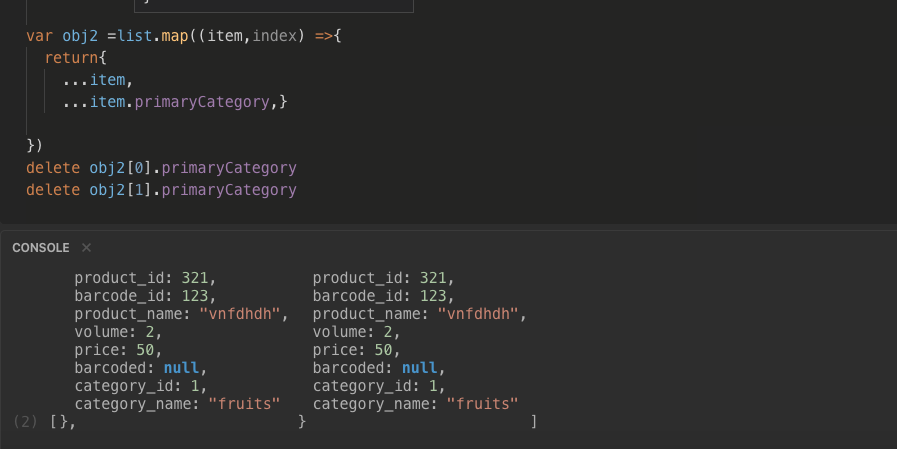 var obj2 =list.map((item,index) =>{
return{
...item,
...item.primaryCategory,}
})
delete obj2[0].primaryCategory
delete obj2[1].primaryCategory
CONSOLE ×
product_id: 321, product_id: 321,
barcode_id: 123, barcode_id: 123,
product_name: "vnfdhdh", product_name: "vnfdhdh",
volume: 2, volume: 2,
price: 50, price: 50,
barcoded: null, barcoded: null,
category_id: 1, category_id: 1,
category_name: "fruits" category_name: "fruits"
(2) [}, } ]